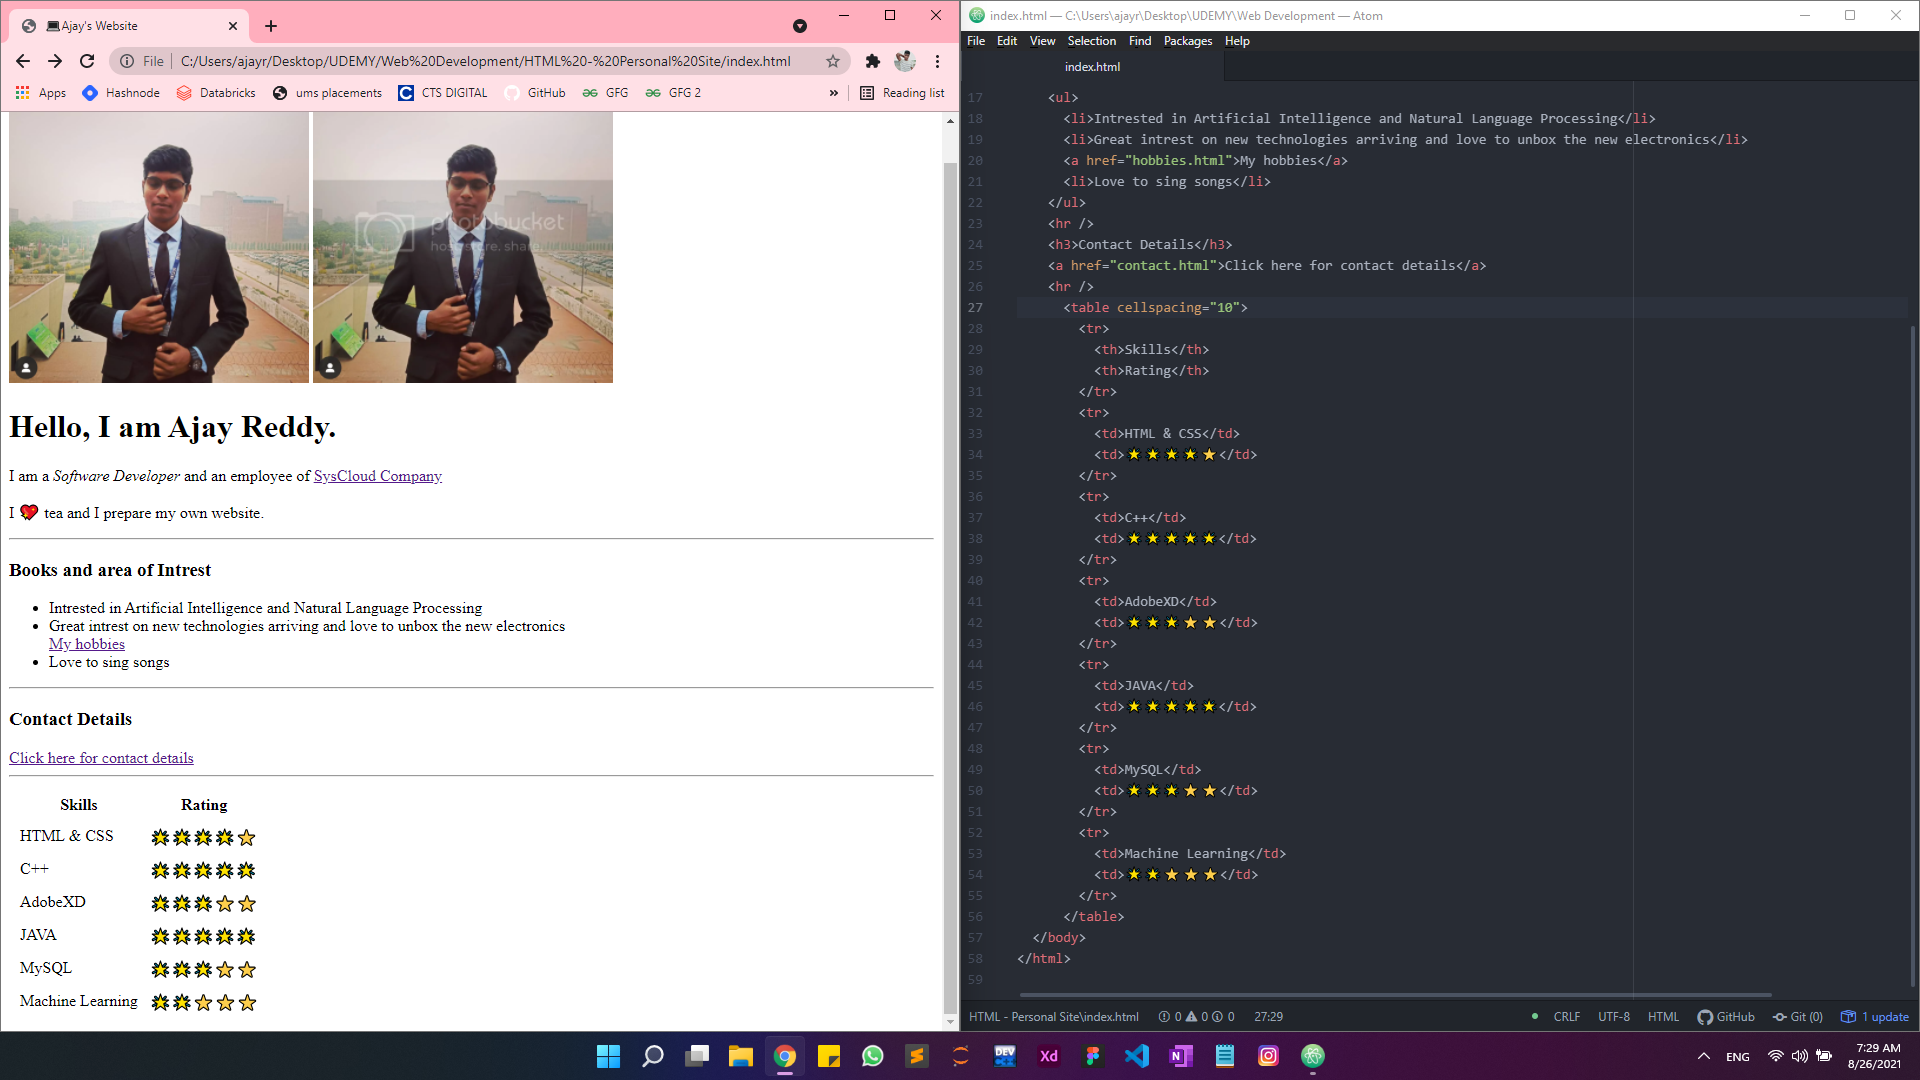 💻Ajay's Website
File
C:/Users/ajayr/Desktop/UDEMY/Web%20Development/HTML%20-%20Personal%20Site/index.html
Apps Hashnode Databricks ums placements CTS DIGITAL GitHub GFG GFG 2 » Reading list
photobucket
host. store. share.
Hello, I am Ajay Reddy.
I am a Software Developer and an employee of SysCloud Company
I 💖 tea and I prepare my own website.
Books and area of Intrest
• Intrested in Artificial Intelligence and Natural Language Processing
• Great intrest on new technologies arriving and love to unbox the new electronics
My hobbies
• Love to sing songs
Contact Details
Click here for contact details
Skills Rating
HTML & CSS 🌟🌟🌟🌟⭐
C++ 🌟🌟🌟🌟🌟
AdobeXD 🌟🌟🌟⭐⭐
JAVA 🌟🌟🌟🌟🌟
MySQL 🌟🌟🌟⭐⭐
Machine Learning 🌟🌟⭐⭐⭐
index.html — C:\Users\ajayr\Desktop\UDEMY\Web Development — Atom
File Edit View Selection Find Packages Help
index.html
17 <ul>
18 <li>Intrested in Artificial Intelligence and Natural Language Processing</li>
19 <li>Great intrest on new technologies arriving and love to unbox the new electronics</li>
20 <a href="hobbies.html">My hobbies</a>
21 <li>Love to sing songs</li>
22 </ul>
23 <hr />
24 <h3>Contact Details</h3>
25 <a href="contact.html">Click here for contact details</a>
26 <hr />
27 <table cellspacing="10">
28 <tr>
29 <th>Skills</th>
30 <th>Rating</th>
31 </tr>
32 <tr>
33 <td>HTML & CSS</td>
34 <td>🌟🌟🌟🌟⭐</td>
35 </tr>
36 <tr>
37 <td>C++</td>
38 <td>🌟🌟🌟🌟🌟</td>
39 </tr>
40 <tr>
41 <td>AdobeXD</td>
42 <td>🌟🌟🌟⭐⭐</td>
43 </tr>
44 <tr>
45 <td>JAVA</td>
46 <td>🌟🌟🌟🌟🌟</td>
47 </tr>
48 <tr>
49 <td>MySQL</td>
50 <td>🌟🌟🌟⭐⭐</td>
51 </tr>
52 <tr>
53 <td>Machine Learning</td>
54 <td>🌟🌟⭐⭐⭐</td>
55 </tr>
56 </table>
57 </body>
58 </html>
59
HTML - Personal Site\index.html 0 0 0 27:29 CRLF UTF-8 HTML GitHub Git (0) 1 update
DEV Xd N ENG 7:29 AM
8/26/2021